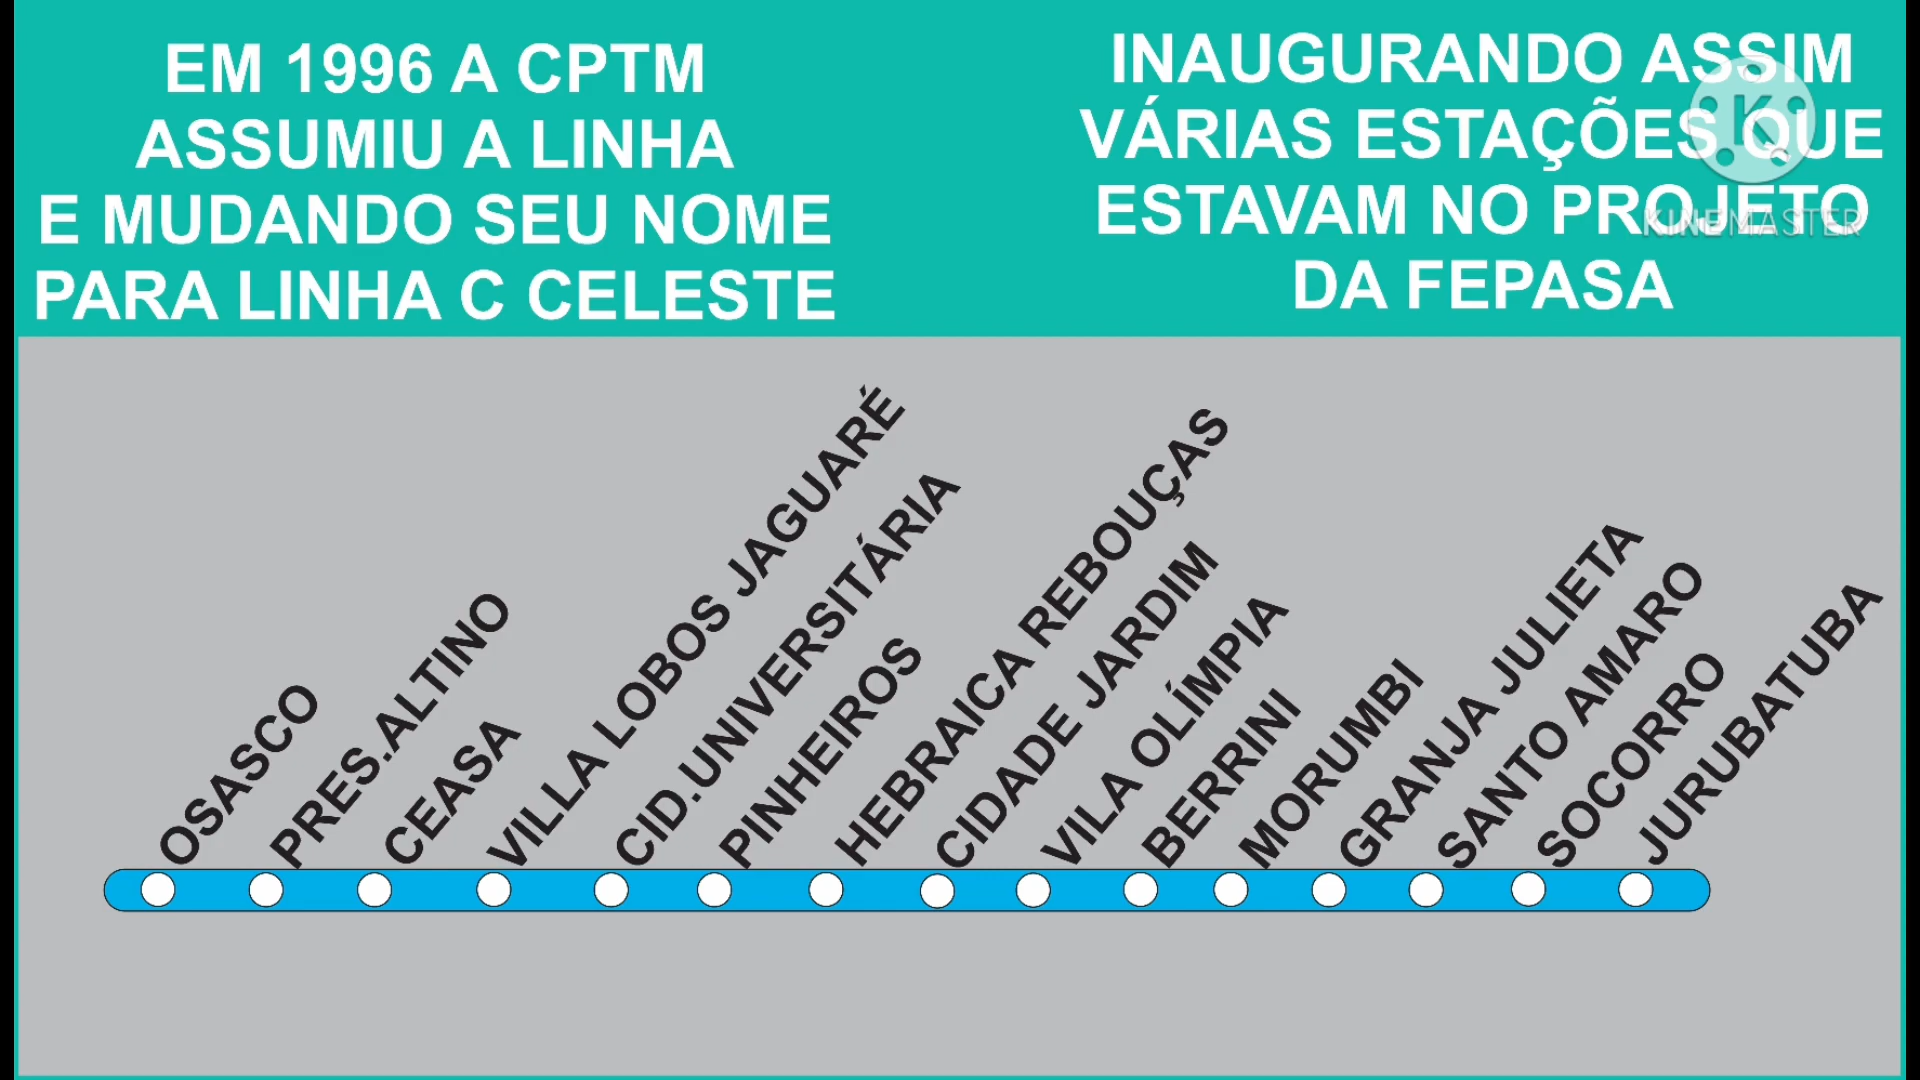 EM 1996 A CPTM
ASSUMIU A LINHA
E MUDANDO SEU NOME
PARA LINHA C CELESTE
INAUGURANDO ASSIM
VÁRIAS ESTAÇÕES QUE
ESTAVAM NO PROJETO
DA FEPASA
K
KINEMASTER
OSASCO
PRES.ALTINO
CEASA
VILLA LOBOS JAGUARÉ
CID.UNIVERSITÁRIA
PINHEIROS
HEBRAICA REBOUÇAS
CIDADE JARDIM
VILA OLÍMPIA
BERRINI
MORUMBI
GRANJA JULIETA
SANTO AMARO
SOCORRO
JURUBATUBA